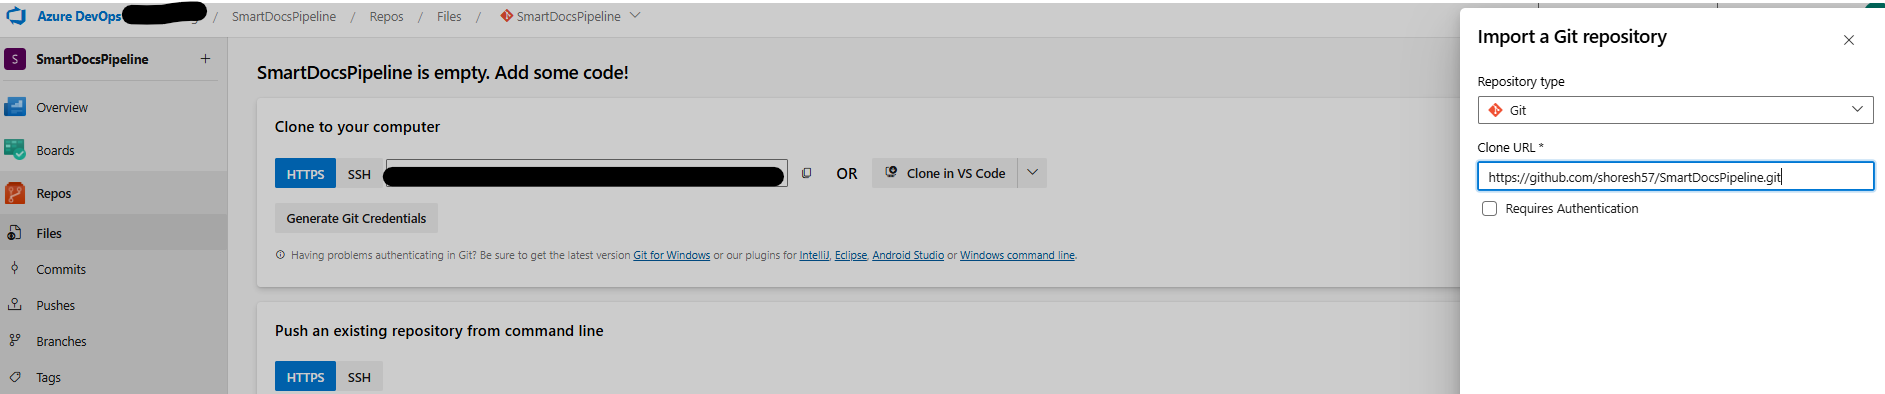 Azure DevOps / SmartDocsPipeline / Repos / Files / SmartDocsPipeline
S SmartDocsPipeline +
Overview
Boards
Repos
Files
Commits
Pushes
Branches
Tags
SmartDocsPipeline is empty. Add some code!
Clone to your computer
HTTPS SSH OR Clone in VS Code
Generate Git Credentials
Having problems authenticating in Git? Be sure to get the latest version Git for Windows or our plugins for IntelliJ, Eclipse, Android Studio or Windows command line.
Push an existing repository from command line
HTTPS SSH
Import a Git repository
Repository type
Git
Clone URL *
https://github.com/shoresh57/SmartDocsPipeline.git
Requires Authentication